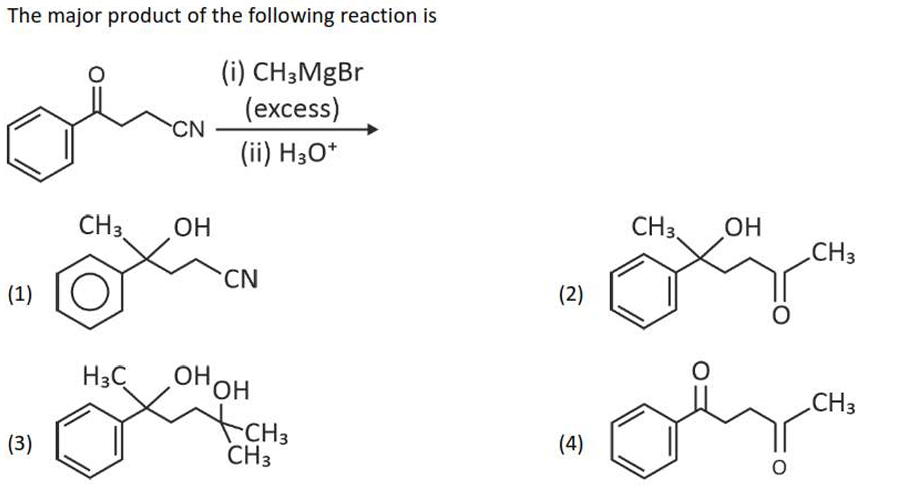 The major product of the following reaction is
O
CN
(i) CH₃MgBr
(excess)
(ii) H₃O⁺
(1)
CH₃ OH
CN
(2)
CH₃ OH
CH₃
O
(3)
H₃C OH OH
CH₃
CH₃
(4)
O
CH₃
O